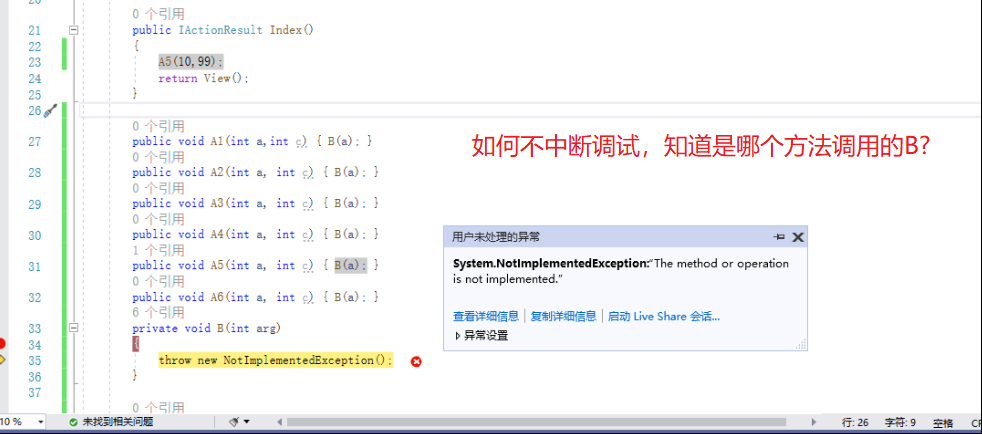 20
0 个引用
21 public IActionResult Index()
22 {
23 A5(10,99);
24 return View();
25 }
26
0 个引用
27 public void A1(int a,int c) { B(a); }
0 个引用
28 public void A2(int a, int c) { B(a); }
0 个引用
29 public void A3(int a, int c) { B(a); }
0 个引用
30 public void A4(int a, int c) { B(a); }
1 个引用
31 public void A5(int a, int c) { B(a); }
0 个引用
32 public void A6(int a, int c) { B(a); }
6 个引用
33 private void B(int arg)
34 {
35 throw new NotImplementedException();
36 }
37
0 个引用
如何不中断调试，知道是哪个方法调用的B?
用户未处理的异常
System.NotImplementedException:“The method or operation
is not implemented.”
查看详细信息 | 复制详细信息 | 启动 Live Share 会话...
异常设置
10 % 未找到相关问题 行: 26 字符: 9 空格